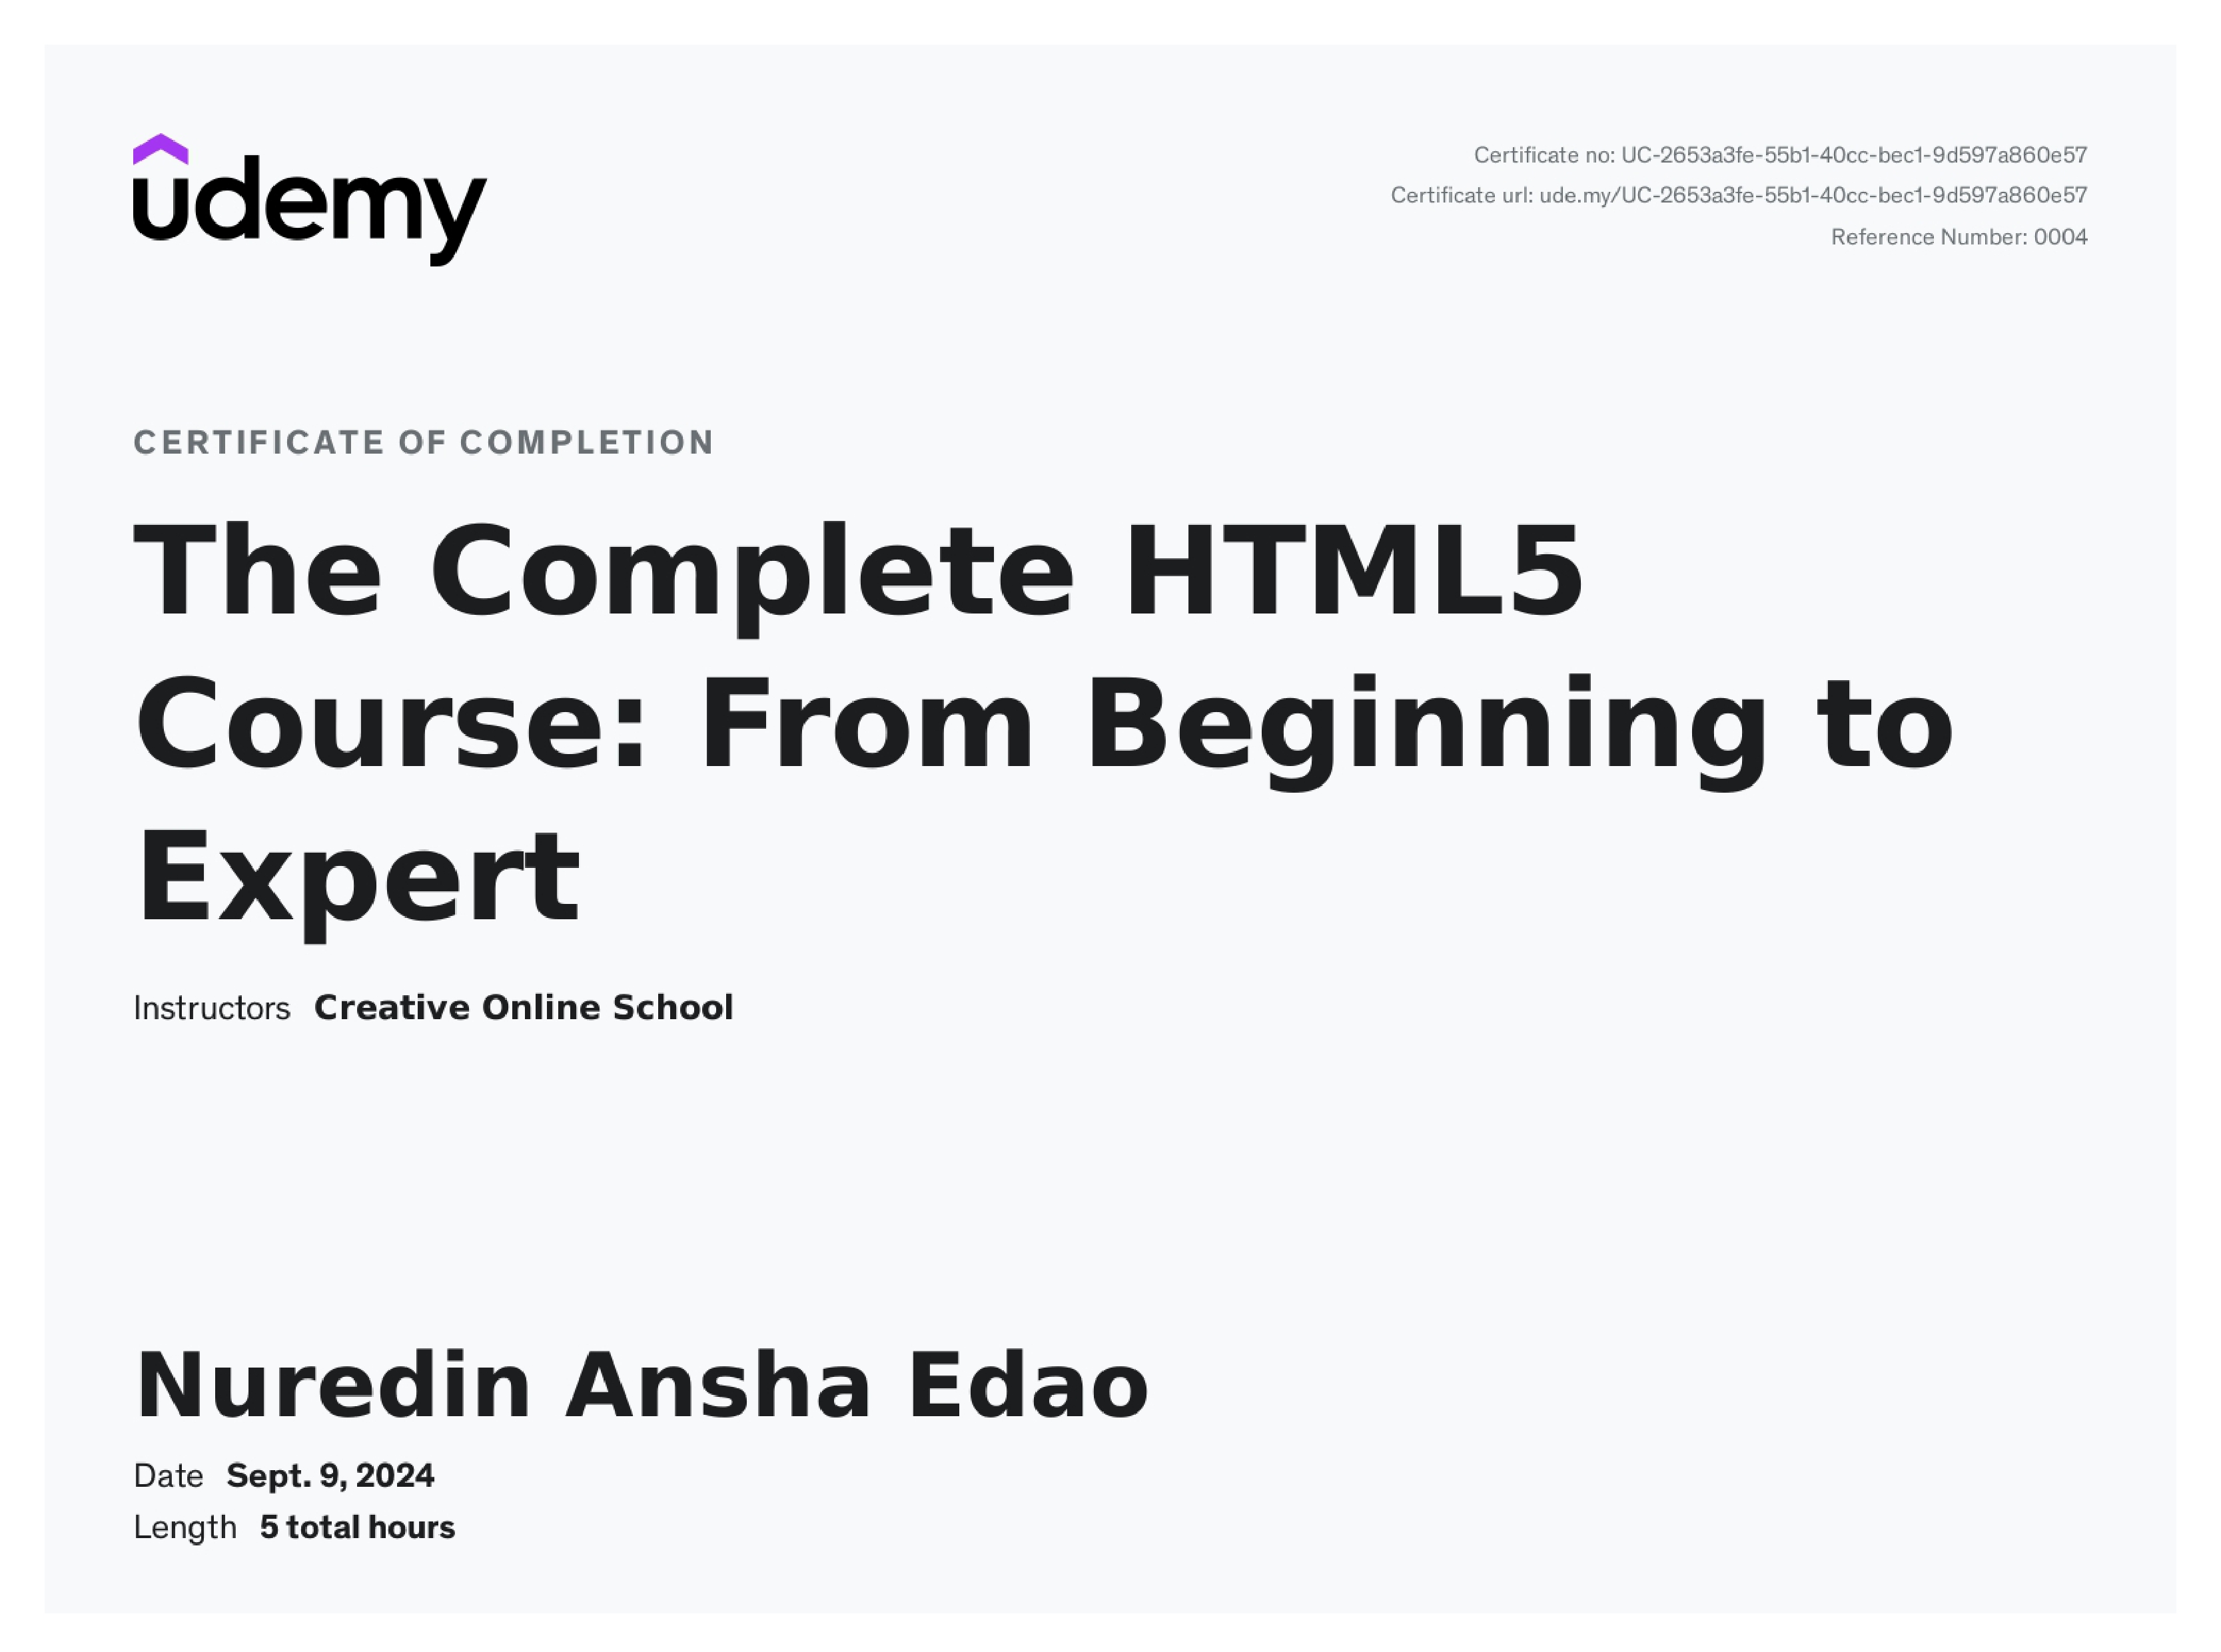 udemy
Certificate no: UC-2653a3fe-55b1-40cc-bec1-9d597a860e57
Certificate url: ude.my/UC-2653a3fe-55b1-40cc-bec1-9d597a860e57
Reference Number: 0004
CERTIFICATE OF COMPLETION
The Complete HTML5
Course: From Beginning to
Expert
Instructors Creative Online School
Nuredin Ansha Edao
Date Sept. 9, 2024
Length 5 total hours